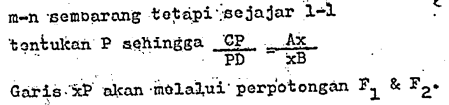 m-n sembarang tetapi sejajar l-l
tentukan P sehingga CP/PD = Ax/xB
Garis xP akan melalui perpotongan F₁ & F₂.